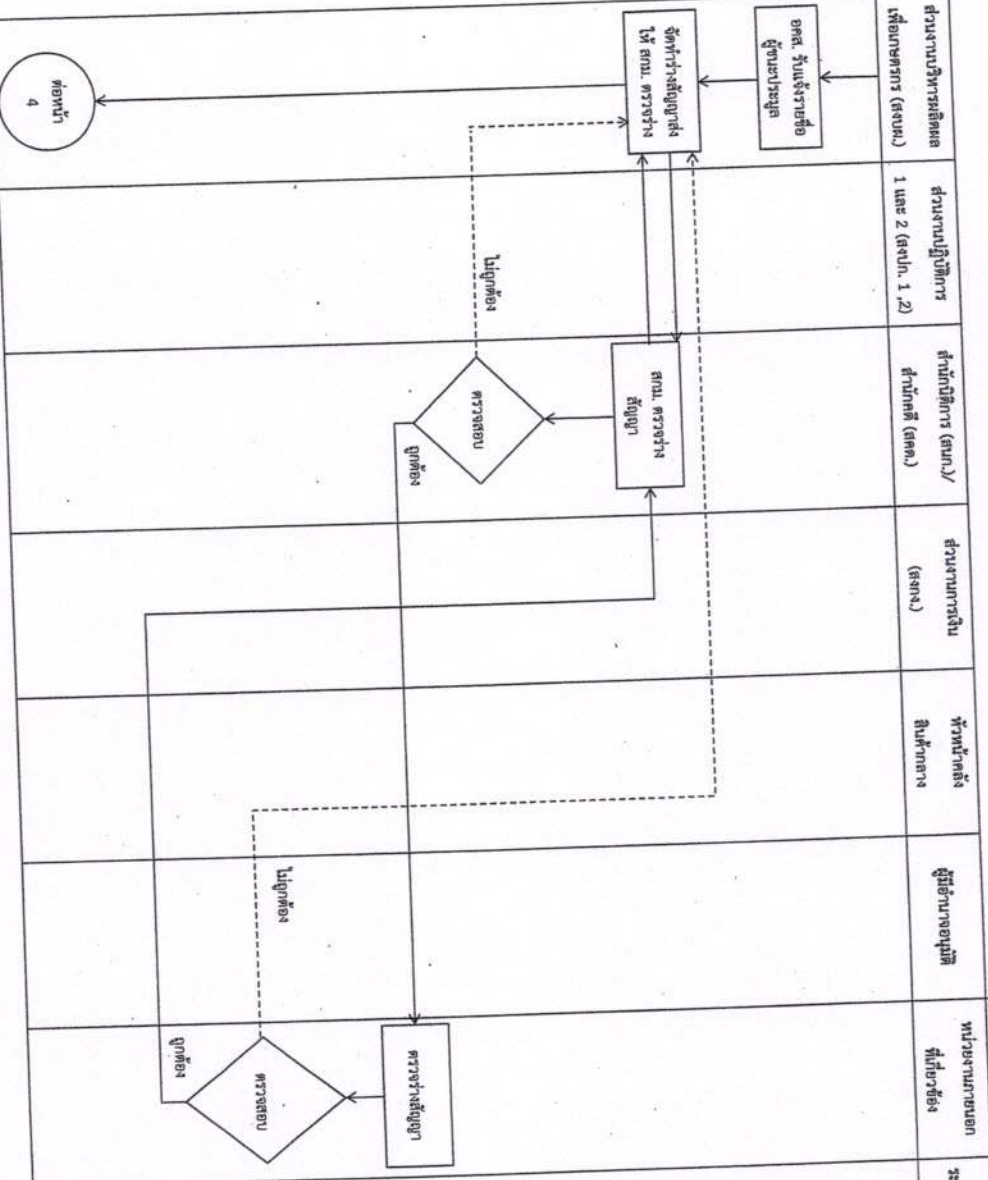 ส่วนงานบริหารผลิตผล
เพื่อเกษตรกร (สงบผ.)
ส่วนงานปฏิบัติการ
1 และ 2 (สงปก. 1 ,2)
สำนักนิติการ (สนก.)/
สำนักคดี (สคด.)
ส่วนงานการเงิน
(สงกง.)
หัวหน้าคลัง
สินค้ากลาง
ผู้มีอำนาจอนุมัติ
หน่วยงานภายนอก
ที่เกี่ยวข้อง
ระ
อคส. รับแจ้งรายชื่อ
ผู้ชนะประมูล
จัดทำร่างสัญญาส่ง
ให้ สกม. ตรวจร่าง
สกม. ตรวจร่าง
สัญญา
ไม่ถูกต้อง
ตรวจสอบ
ถูกต้อง
ตรวจร่างสัญญา
ไม่ถูกต้อง
ตรวจสอบ
ถูกต้อง
ต่อหน้า
4